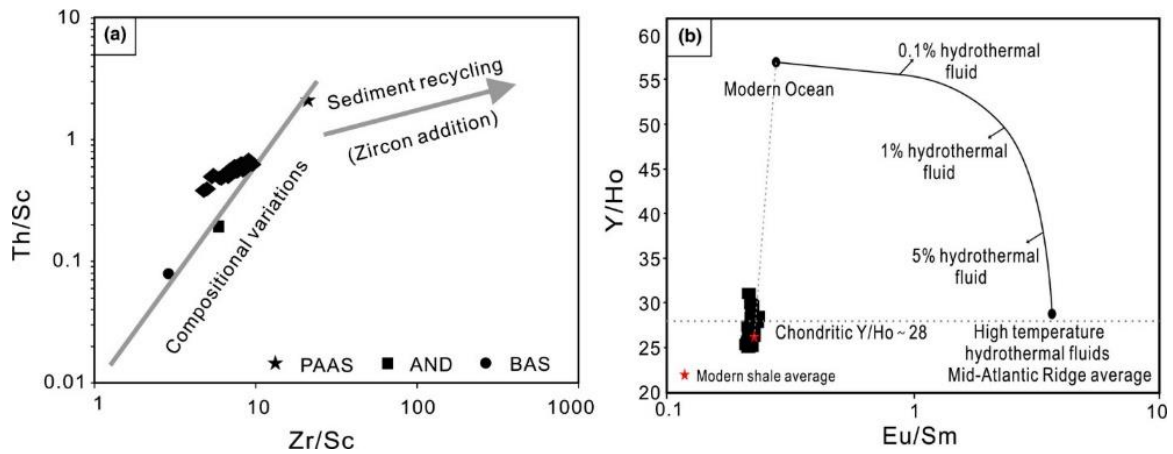 (a)
10
1
0.1
0.01
Th/Sc
1
10
100
1000
Zr/Sc
Sediment recycling
(Zircon addition)
Compositional variations
★ PAAS ■ AND ● BAS
(b)
60
55
50
45
40
35
30
25
20
Y/Ho
0.1
1
10
Eu/Sm
Modern Ocean
0.1% hydrothermal
fluid
1% hydrothermal
fluid
5% hydrothermal
fluid
Chondritic Y/Ho ~ 28
High temperature
hydrothermal fluids
Mid-Atlantic Ridge average
★ Modern shale average